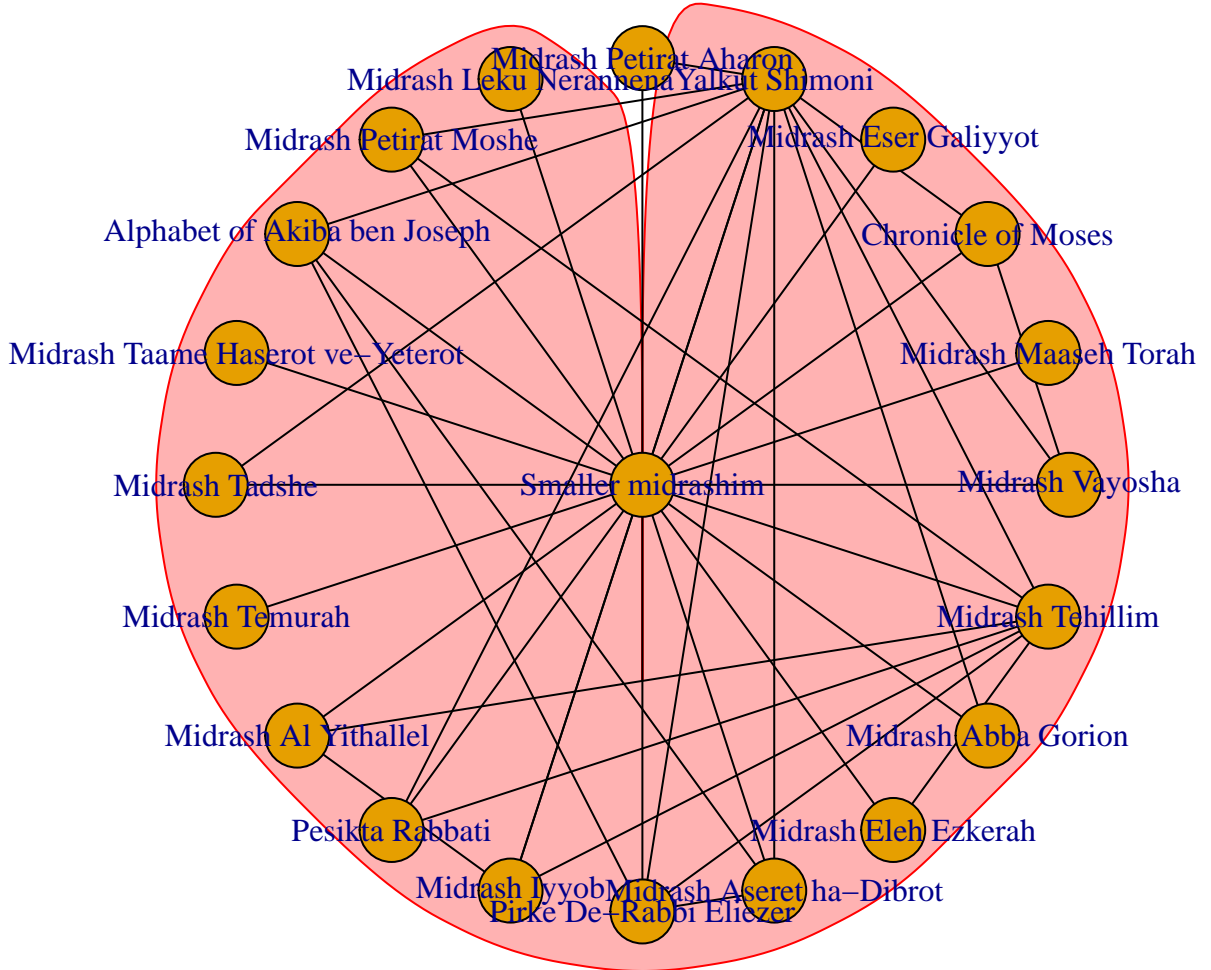 Midrash Petirat Aharon
Midrash Leku Nerannena
Yalkut Shimoni
Midrash Petirat Moshe
Midrash Eser Galiyyot
Alphabet of Akiba ben Joseph
Chronicle of Moses
Midrash Taame Haserot ve−Yeterot
Midrash Maaseh Torah
Midrash Tadshe
Smaller midrashim
Midrash Vayosha
Midrash Temurah
Midrash Tehillim
Midrash Al Yithallel
Midrash Abba Gorion
Pesikta Rabbati
Midrash Eleh Ezkerah
Midrash Iyyob
Midrash Aseret ha−Dibrot
Pirke De−Rabbi Eliezer